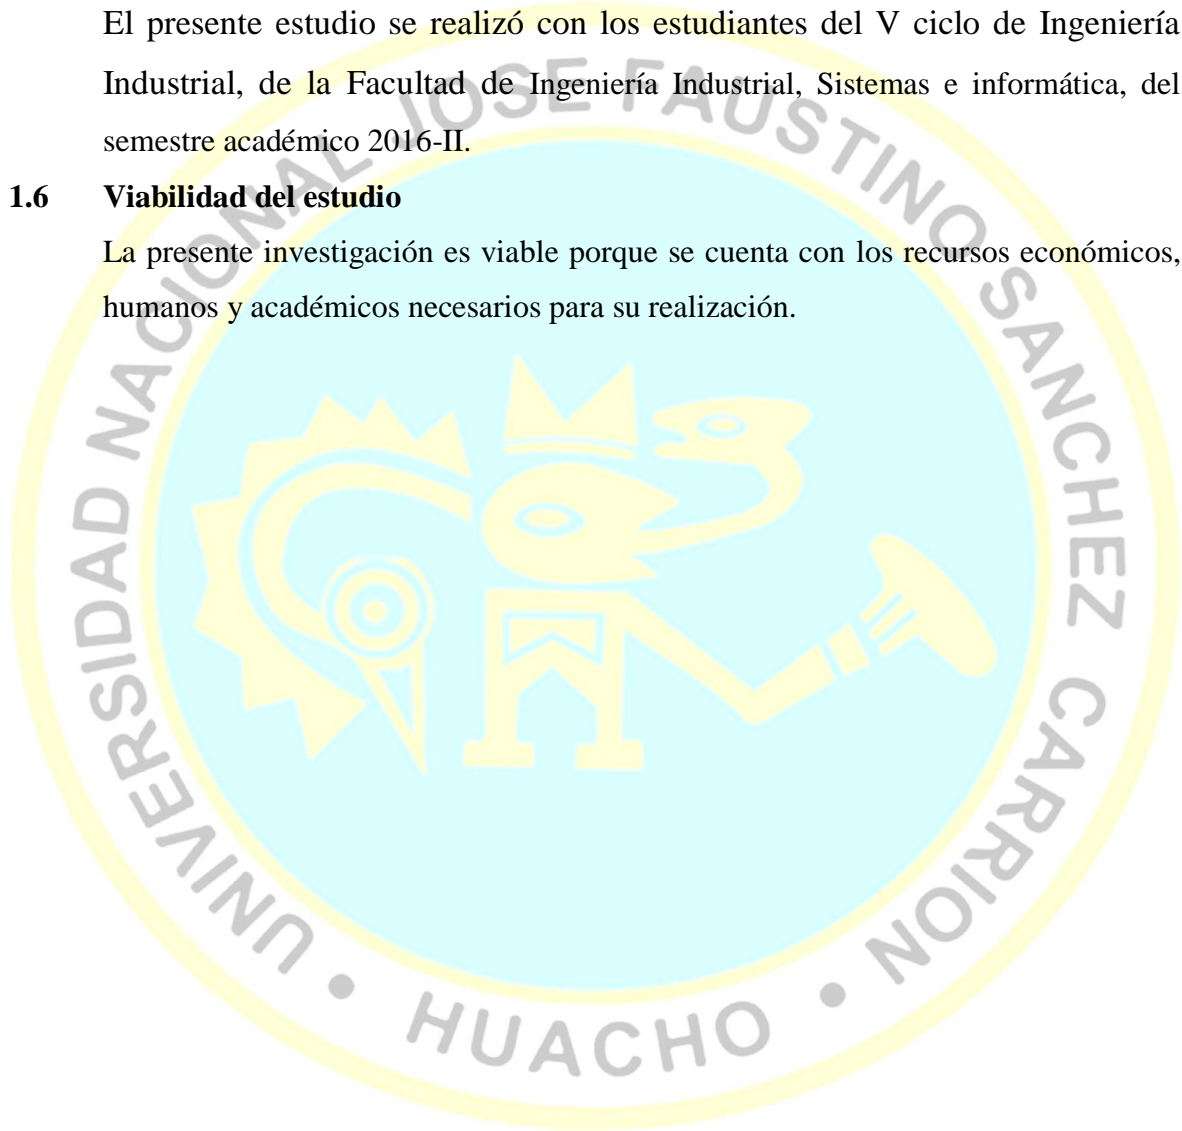 El presente estudio se realizó con los estudiantes del V ciclo de Ingeniería
Industrial, de la Facultad de Ingeniería Industrial, Sistemas e informática, del
semestre académico 2016-II.
1.6 Viabilidad del estudio
La presente investigación es viable porque se cuenta con los recursos económicos,
humanos y académicos necesarios para su realización.
UNIVERSIDAD NACIONAL JOSE FAUSTINO SANCHEZ CARRION • HUACHO •